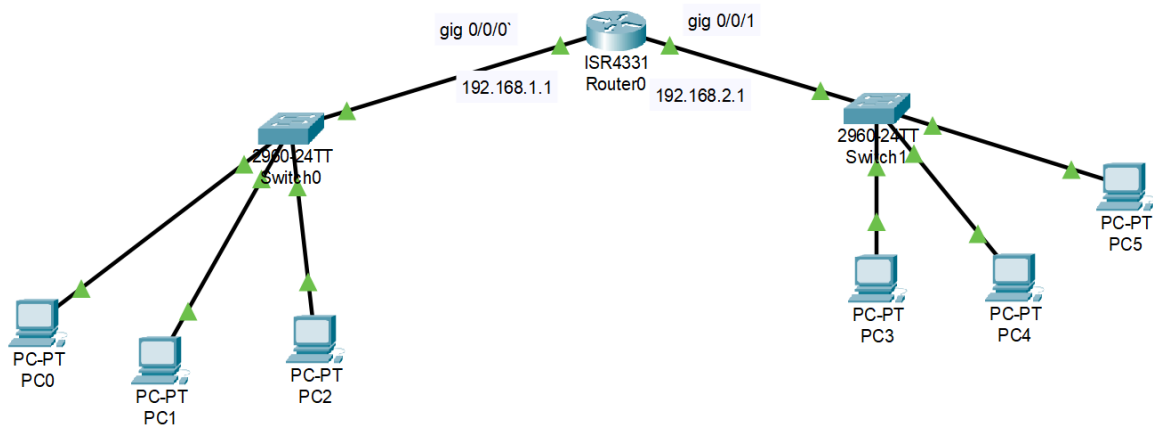 gig 0/0/0`
gig 0/0/1
ISR4331
Router0
192.168.1.1
192.168.2.1
2960-24TT
Switch0
2960-24TT
Switch1
PC-PT
PC5
PC-PT
PC3
PC-PT
PC4
PC-PT
PC0
PC-PT
PC1
PC-PT
PC2